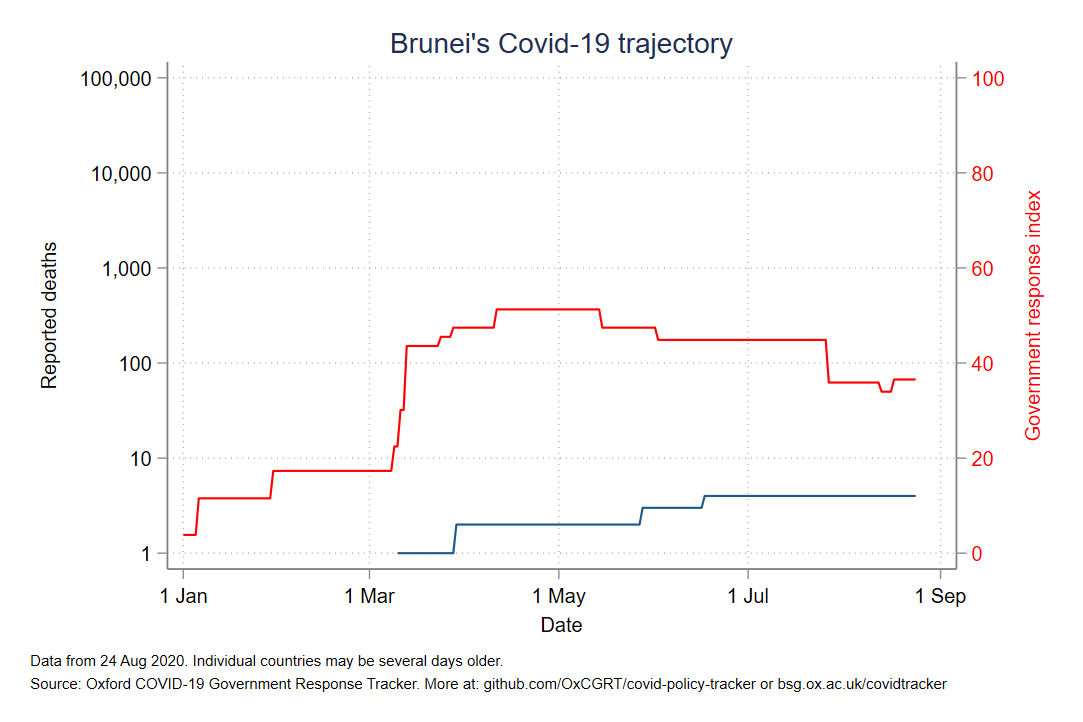 Brunei's Covid-19 trajectory
100,000
10,000
1,000
100
10
1
Reported deaths
100
80
60
40
20
0
Government response index
1 Jan
1 Mar
1 May
1 Jul
1 Sep
Date
Data from 24 Aug 2020. Individual countries may be several days older.
Source: Oxford COVID-19 Government Response Tracker. More at: github.com/OxCGRT/covid-policy-tracker or bsg.ox.ac.uk/covidtracker